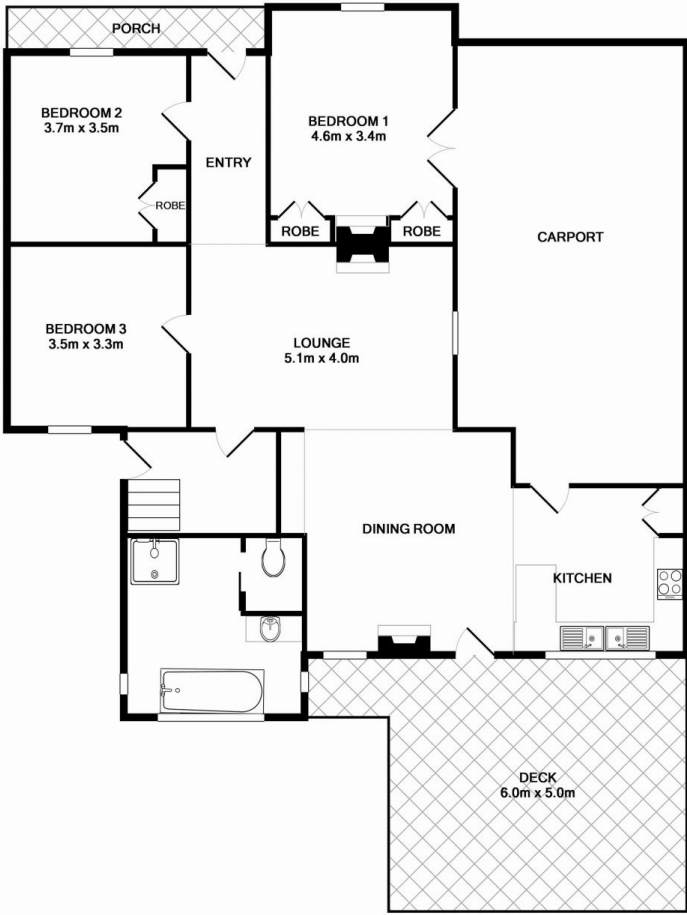 PORCH
BEDROOM 2
3.7m x 3.5m
ROBE
ENTRY
BEDROOM 1
4.6m x 3.4m
ROBE
ROBE
CARPORT
BEDROOM 3
3.5m x 3.3m
LOUNGE
5.1m x 4.0m
DINING ROOM
KITCHEN
DECK
6.0m x 5.0m